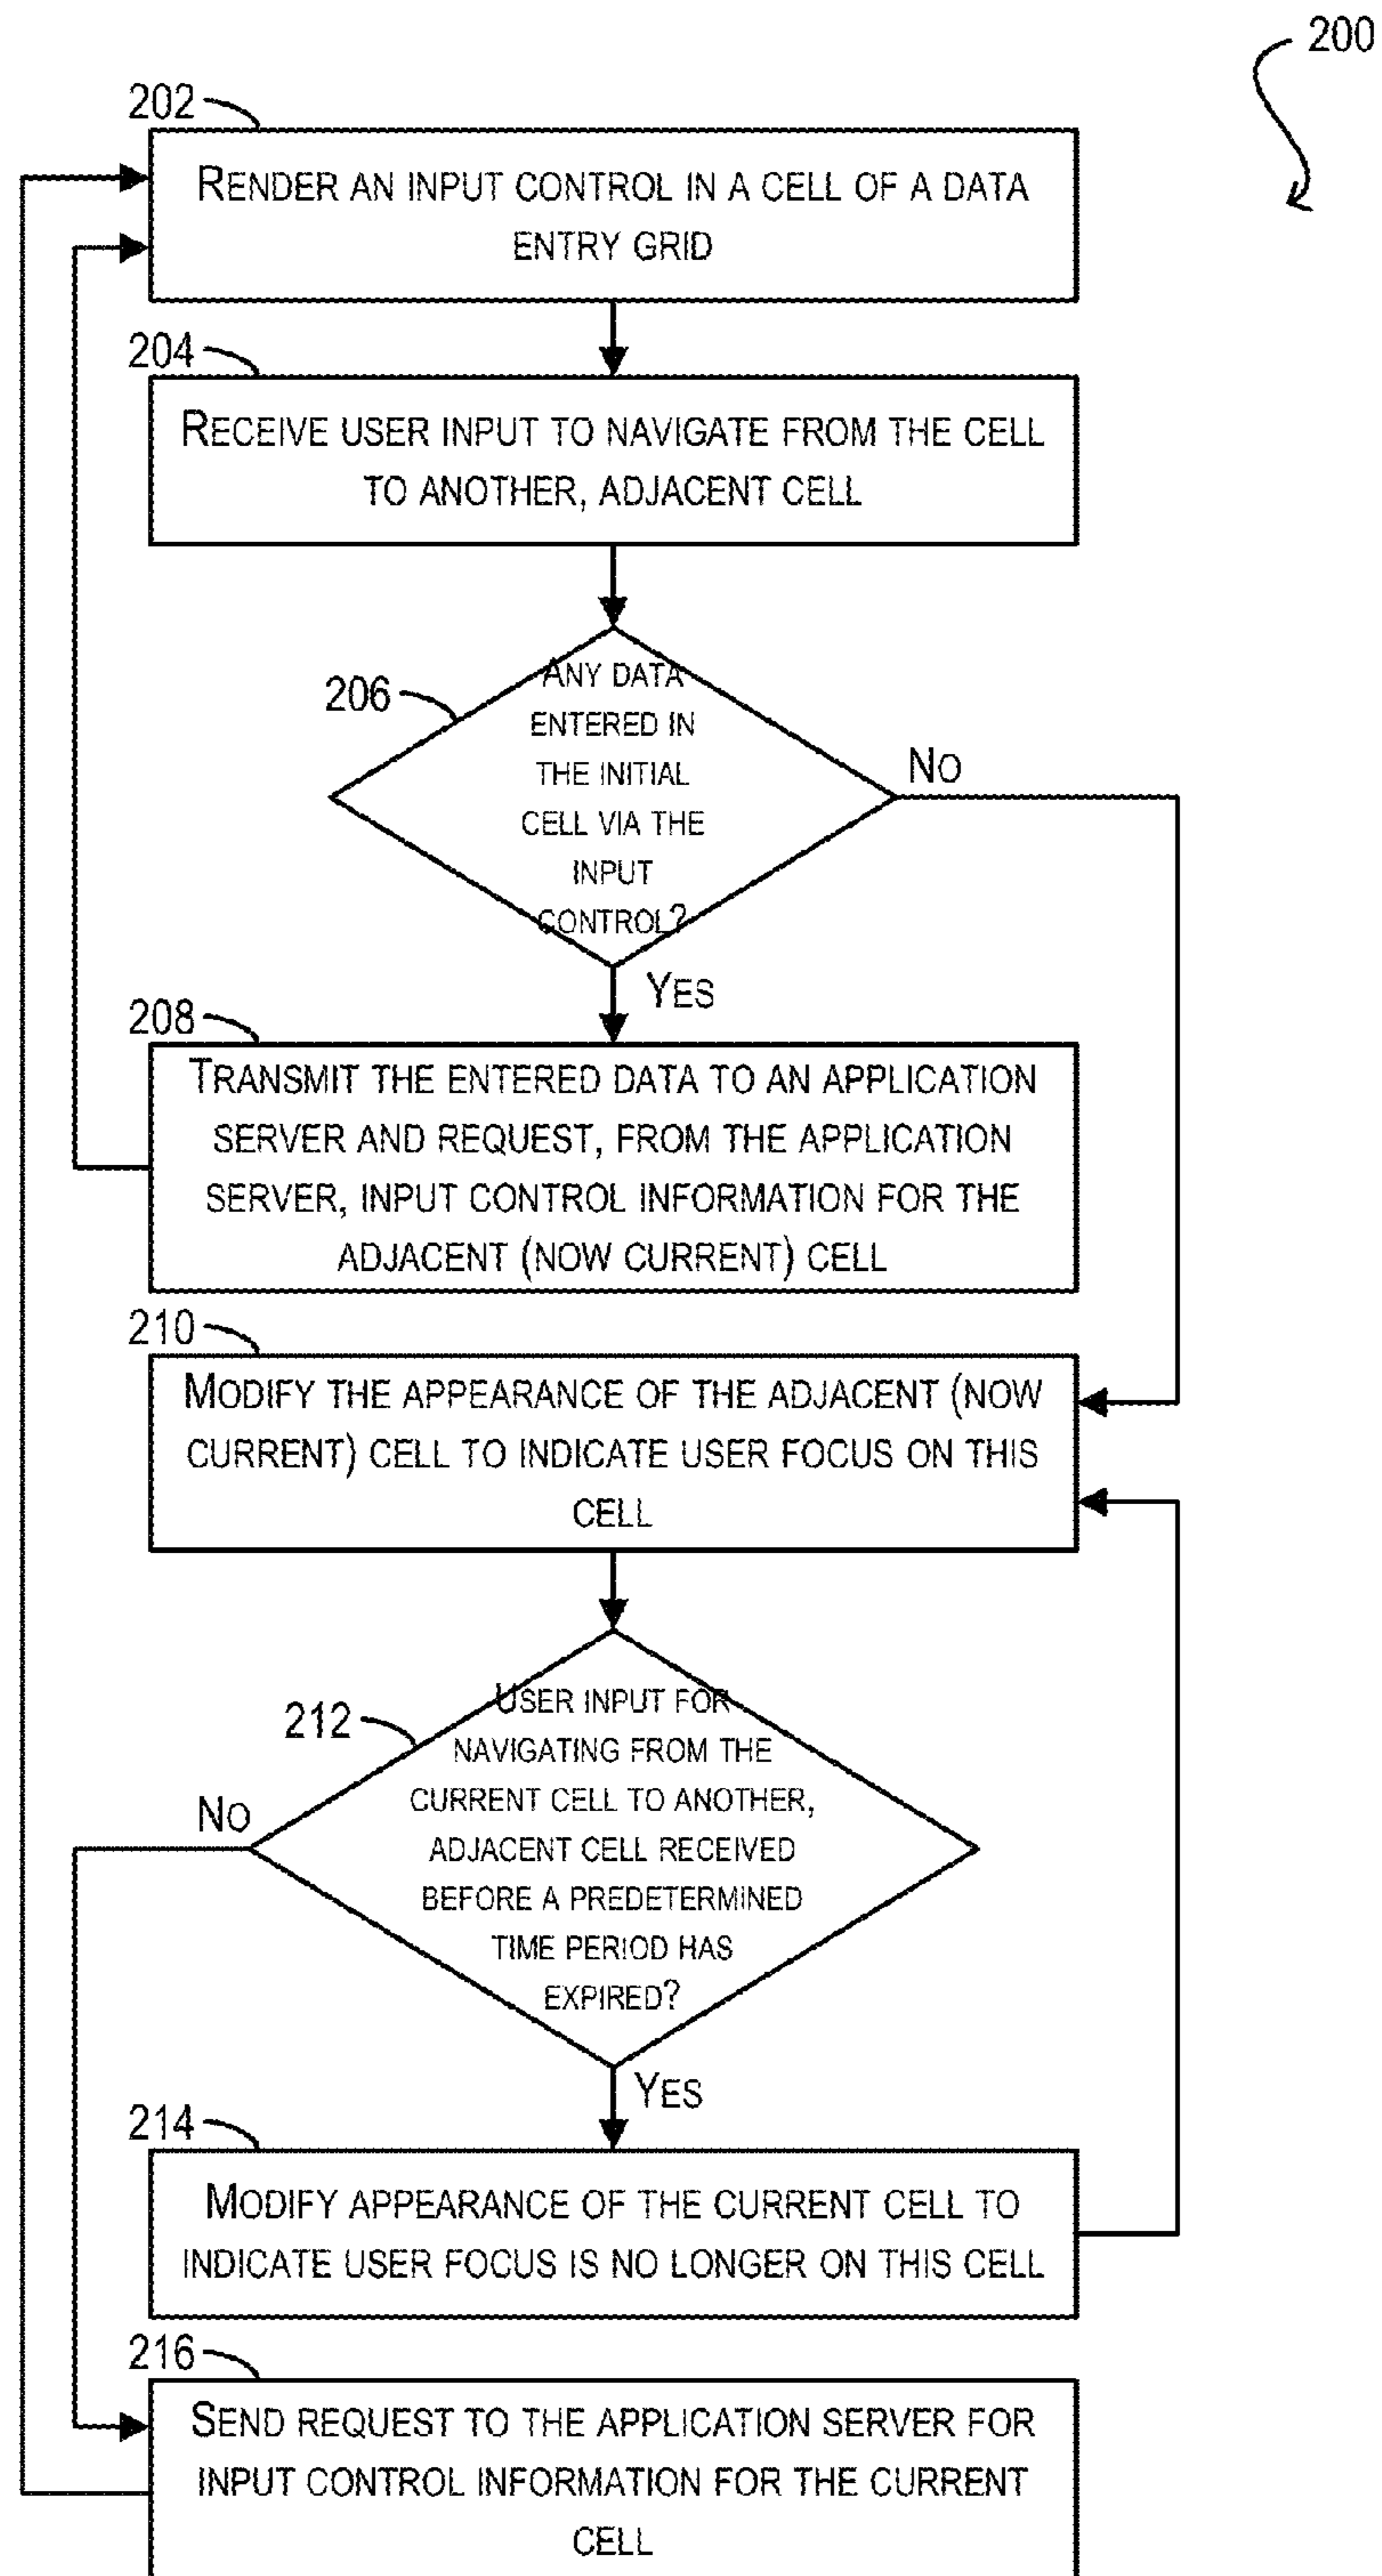 200
202
RENDER AN INPUT CONTROL IN A CELL OF A DATA
ENTRY GRID
204
RECEIVE USER INPUT TO NAVIGATE FROM THE CELL
TO ANOTHER, ADJACENT CELL
206
ANY DATA
ENTERED IN
THE INITIAL
CELL VIA THE
INPUT
CONTROL?
NO
YES
208
TRANSMIT THE ENTERED DATA TO AN APPLICATION
SERVER AND REQUEST, FROM THE APPLICATION
SERVER, INPUT CONTROL INFORMATION FOR THE
ADJACENT (NOW CURRENT) CELL
210
MODIFY THE APPEARANCE OF THE ADJACENT (NOW
CURRENT) CELL TO INDICATE USER FOCUS ON THIS
CELL
212
USER INPUT FOR
NAVIGATING FROM THE
CURRENT CELL TO ANOTHER,
ADJACENT CELL RECEIVED
BEFORE A PREDETERMINED
TIME PERIOD HAS
EXPIRED?
NO
YES
214
MODIFY APPEARANCE OF THE CURRENT CELL TO
INDICATE USER FOCUS IS NO LONGER ON THIS CELL
216
SEND REQUEST TO THE APPLICATION SERVER FOR
INPUT CONTROL INFORMATION FOR THE CURRENT
CELL